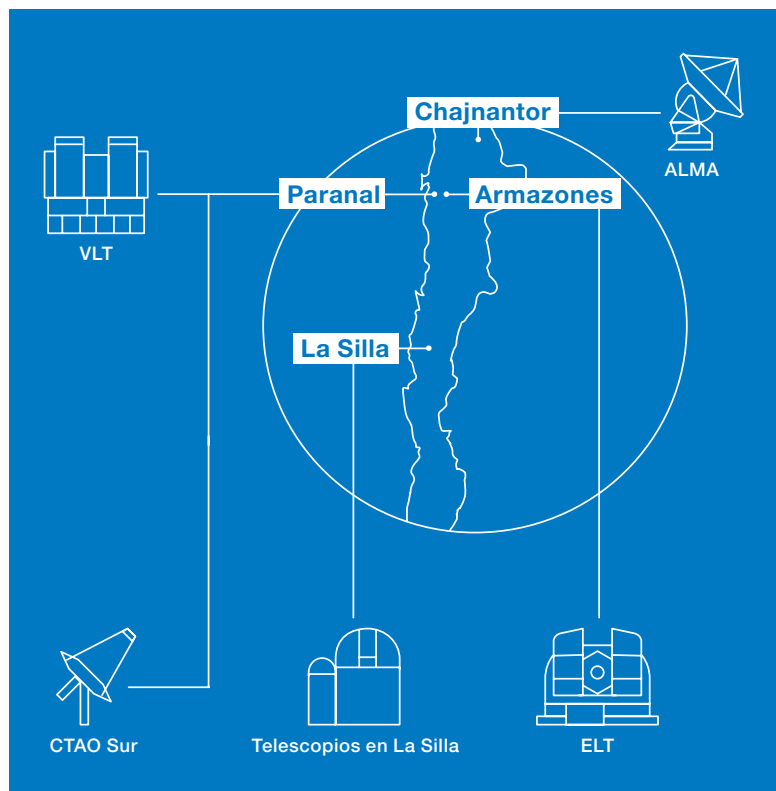 Chajnantor
ALMA
Paranal
Armazones
VLT
La Silla
CTAO Sur
Telescopios en La Silla
ELT